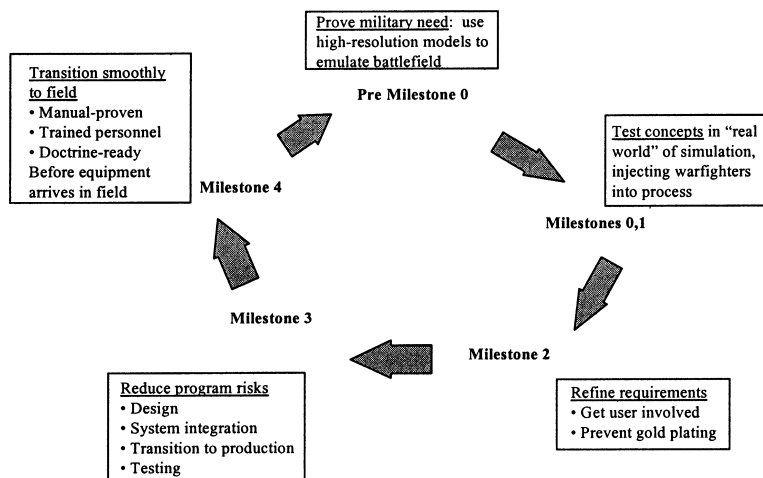 Prove military need:  use
high-resolution models to
emulate battlefield
Pre Milestone 0
Test concepts in “real
world” of simulation,
injecting warfighters
into process
Milestones 0,1
Refine requirements
• Get user involved
• Prevent gold plating
Milestone 2
Reduce program risks
• Design
• System integration
• Transition to production
• Testing
Milestone 3
Transition smoothly
to field
• Manual-proven
• Trained personnel
• Doctrine-ready
Before equipment
arrives in field
Milestone 4